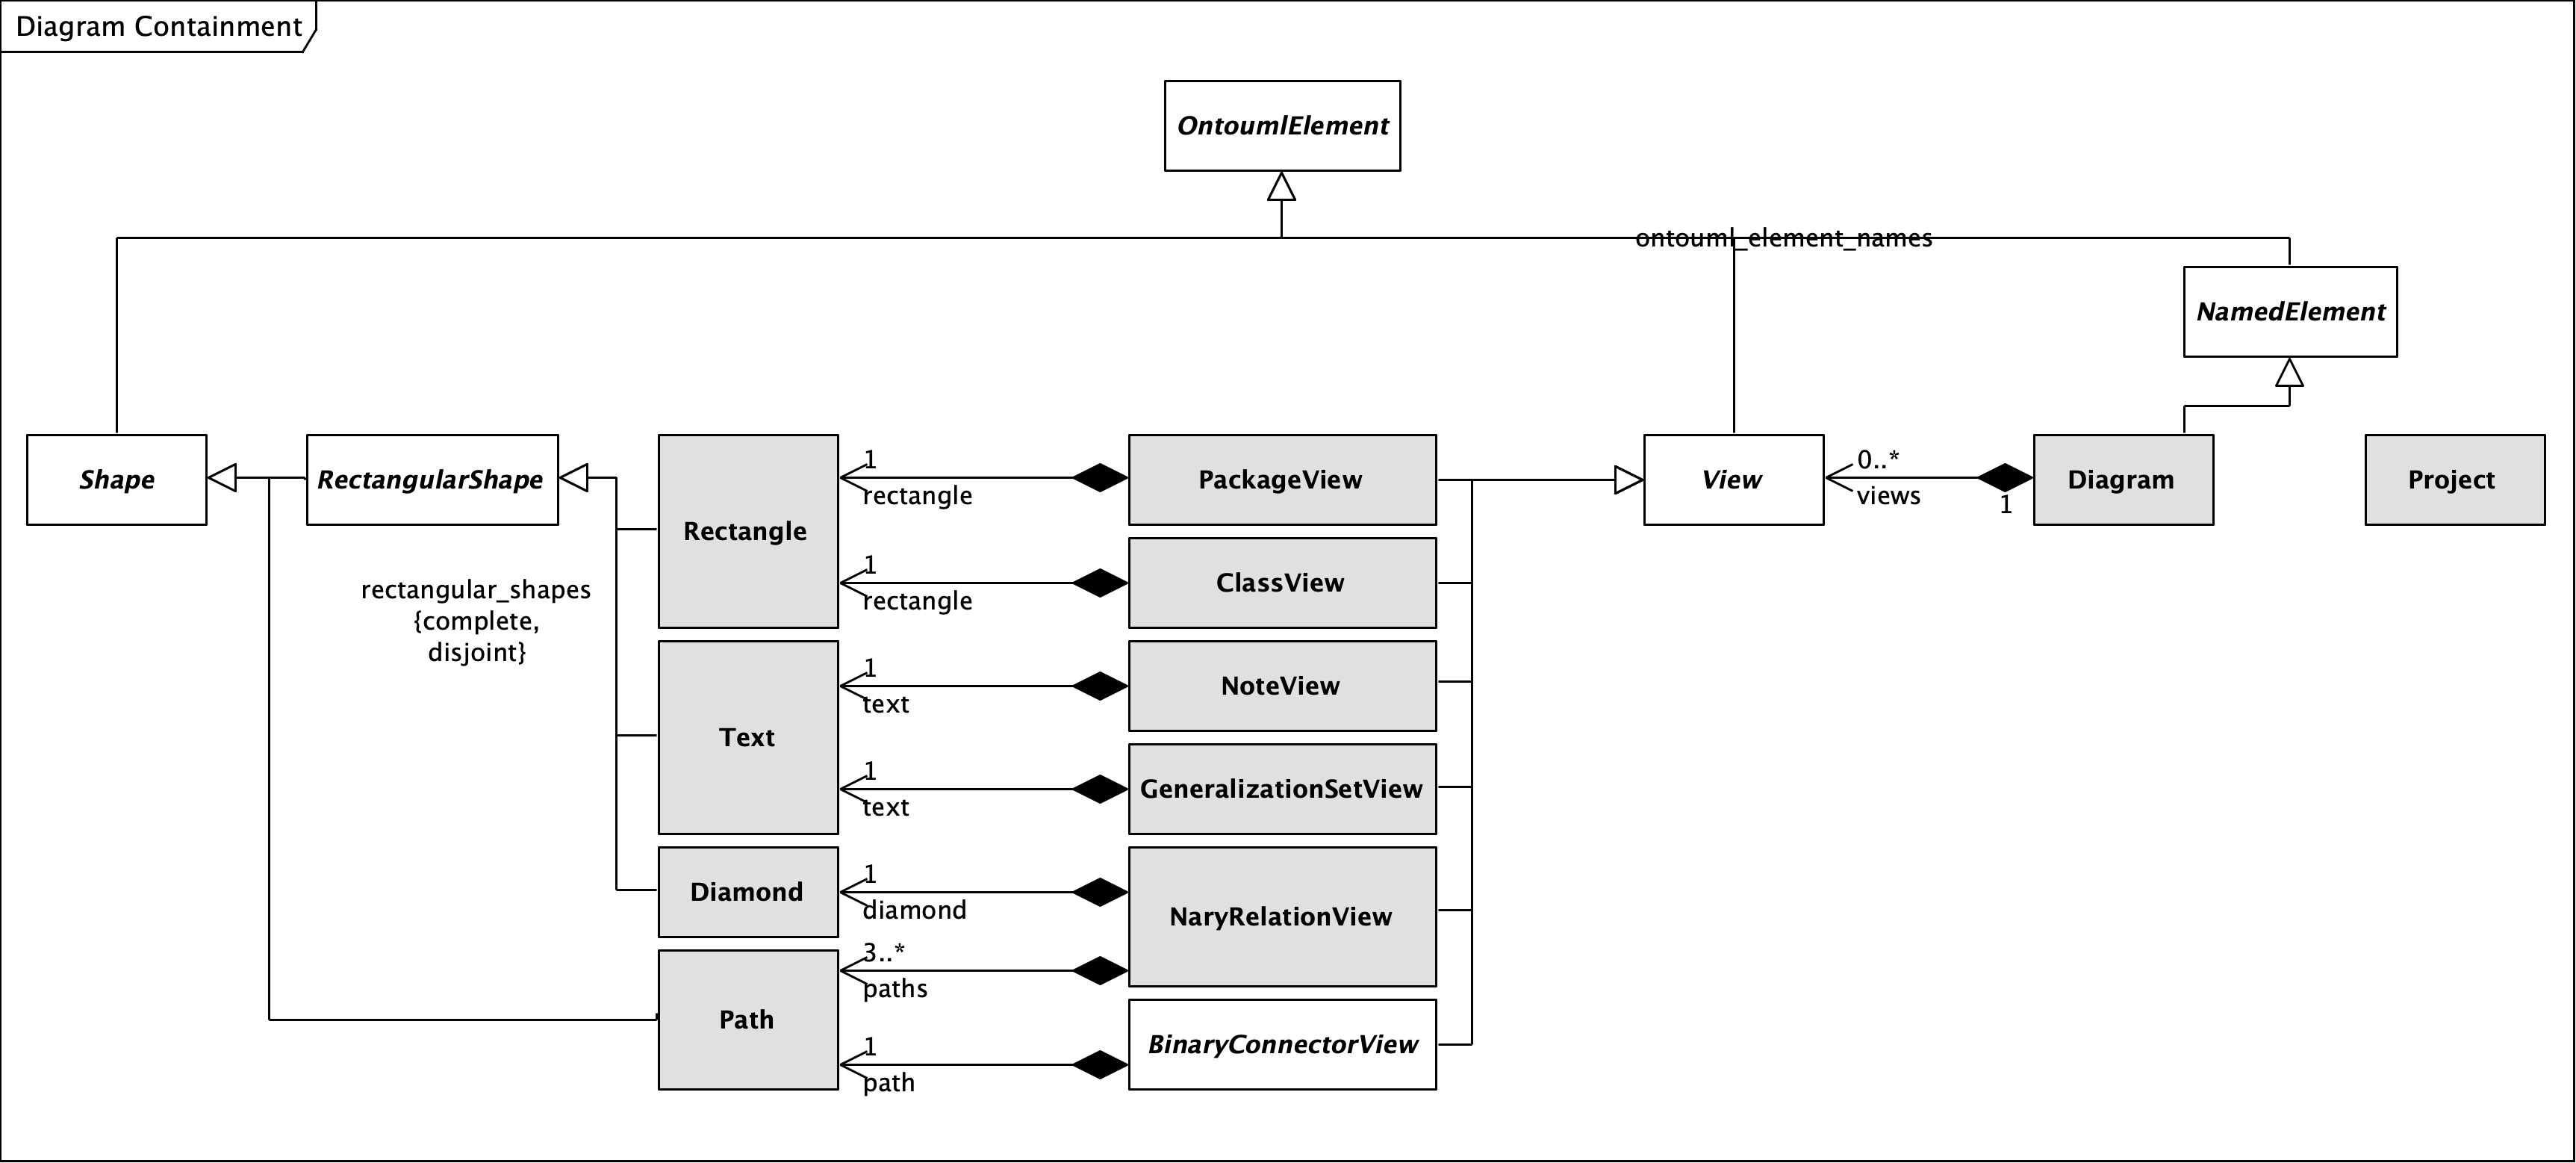 Diagram Containment
OntoumlElement
ontouml_element_names
NamedElement
Shape
RectangularShape
Rectangle
1
rectangle
PackageView
View
0..*
views
1
Diagram
Project
1
rectangle
ClassView
rectangular_shapes
{complete,
disjoint}
Text
1
text
NoteView
1
text
GeneralizationSetView
Diamond
1
diamond
NaryRelationView
3..*
paths
Path
1
path
BinaryConnectorView